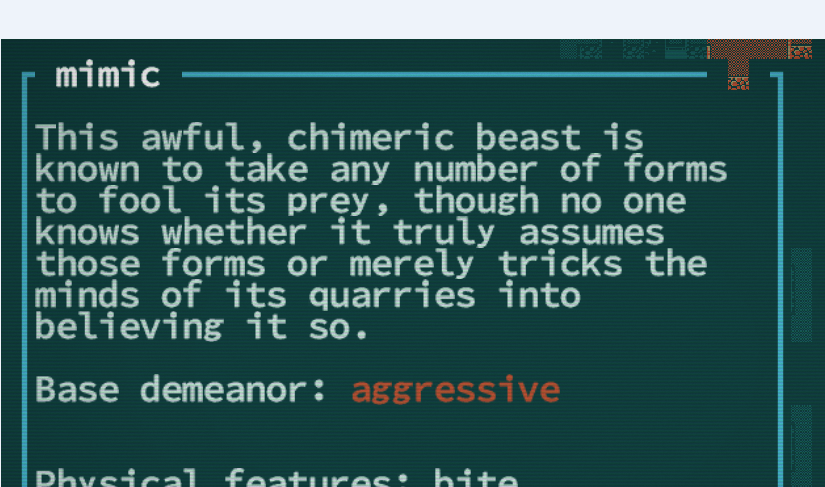 mimic
This awful, chimeric beast is
known to take any number of forms
to fool its prey, though no one
knows whether it truly assumes
those forms or merely tricks the
minds of its quarries into
believing it so.
Base demeanor: aggressive
Physical features: bite